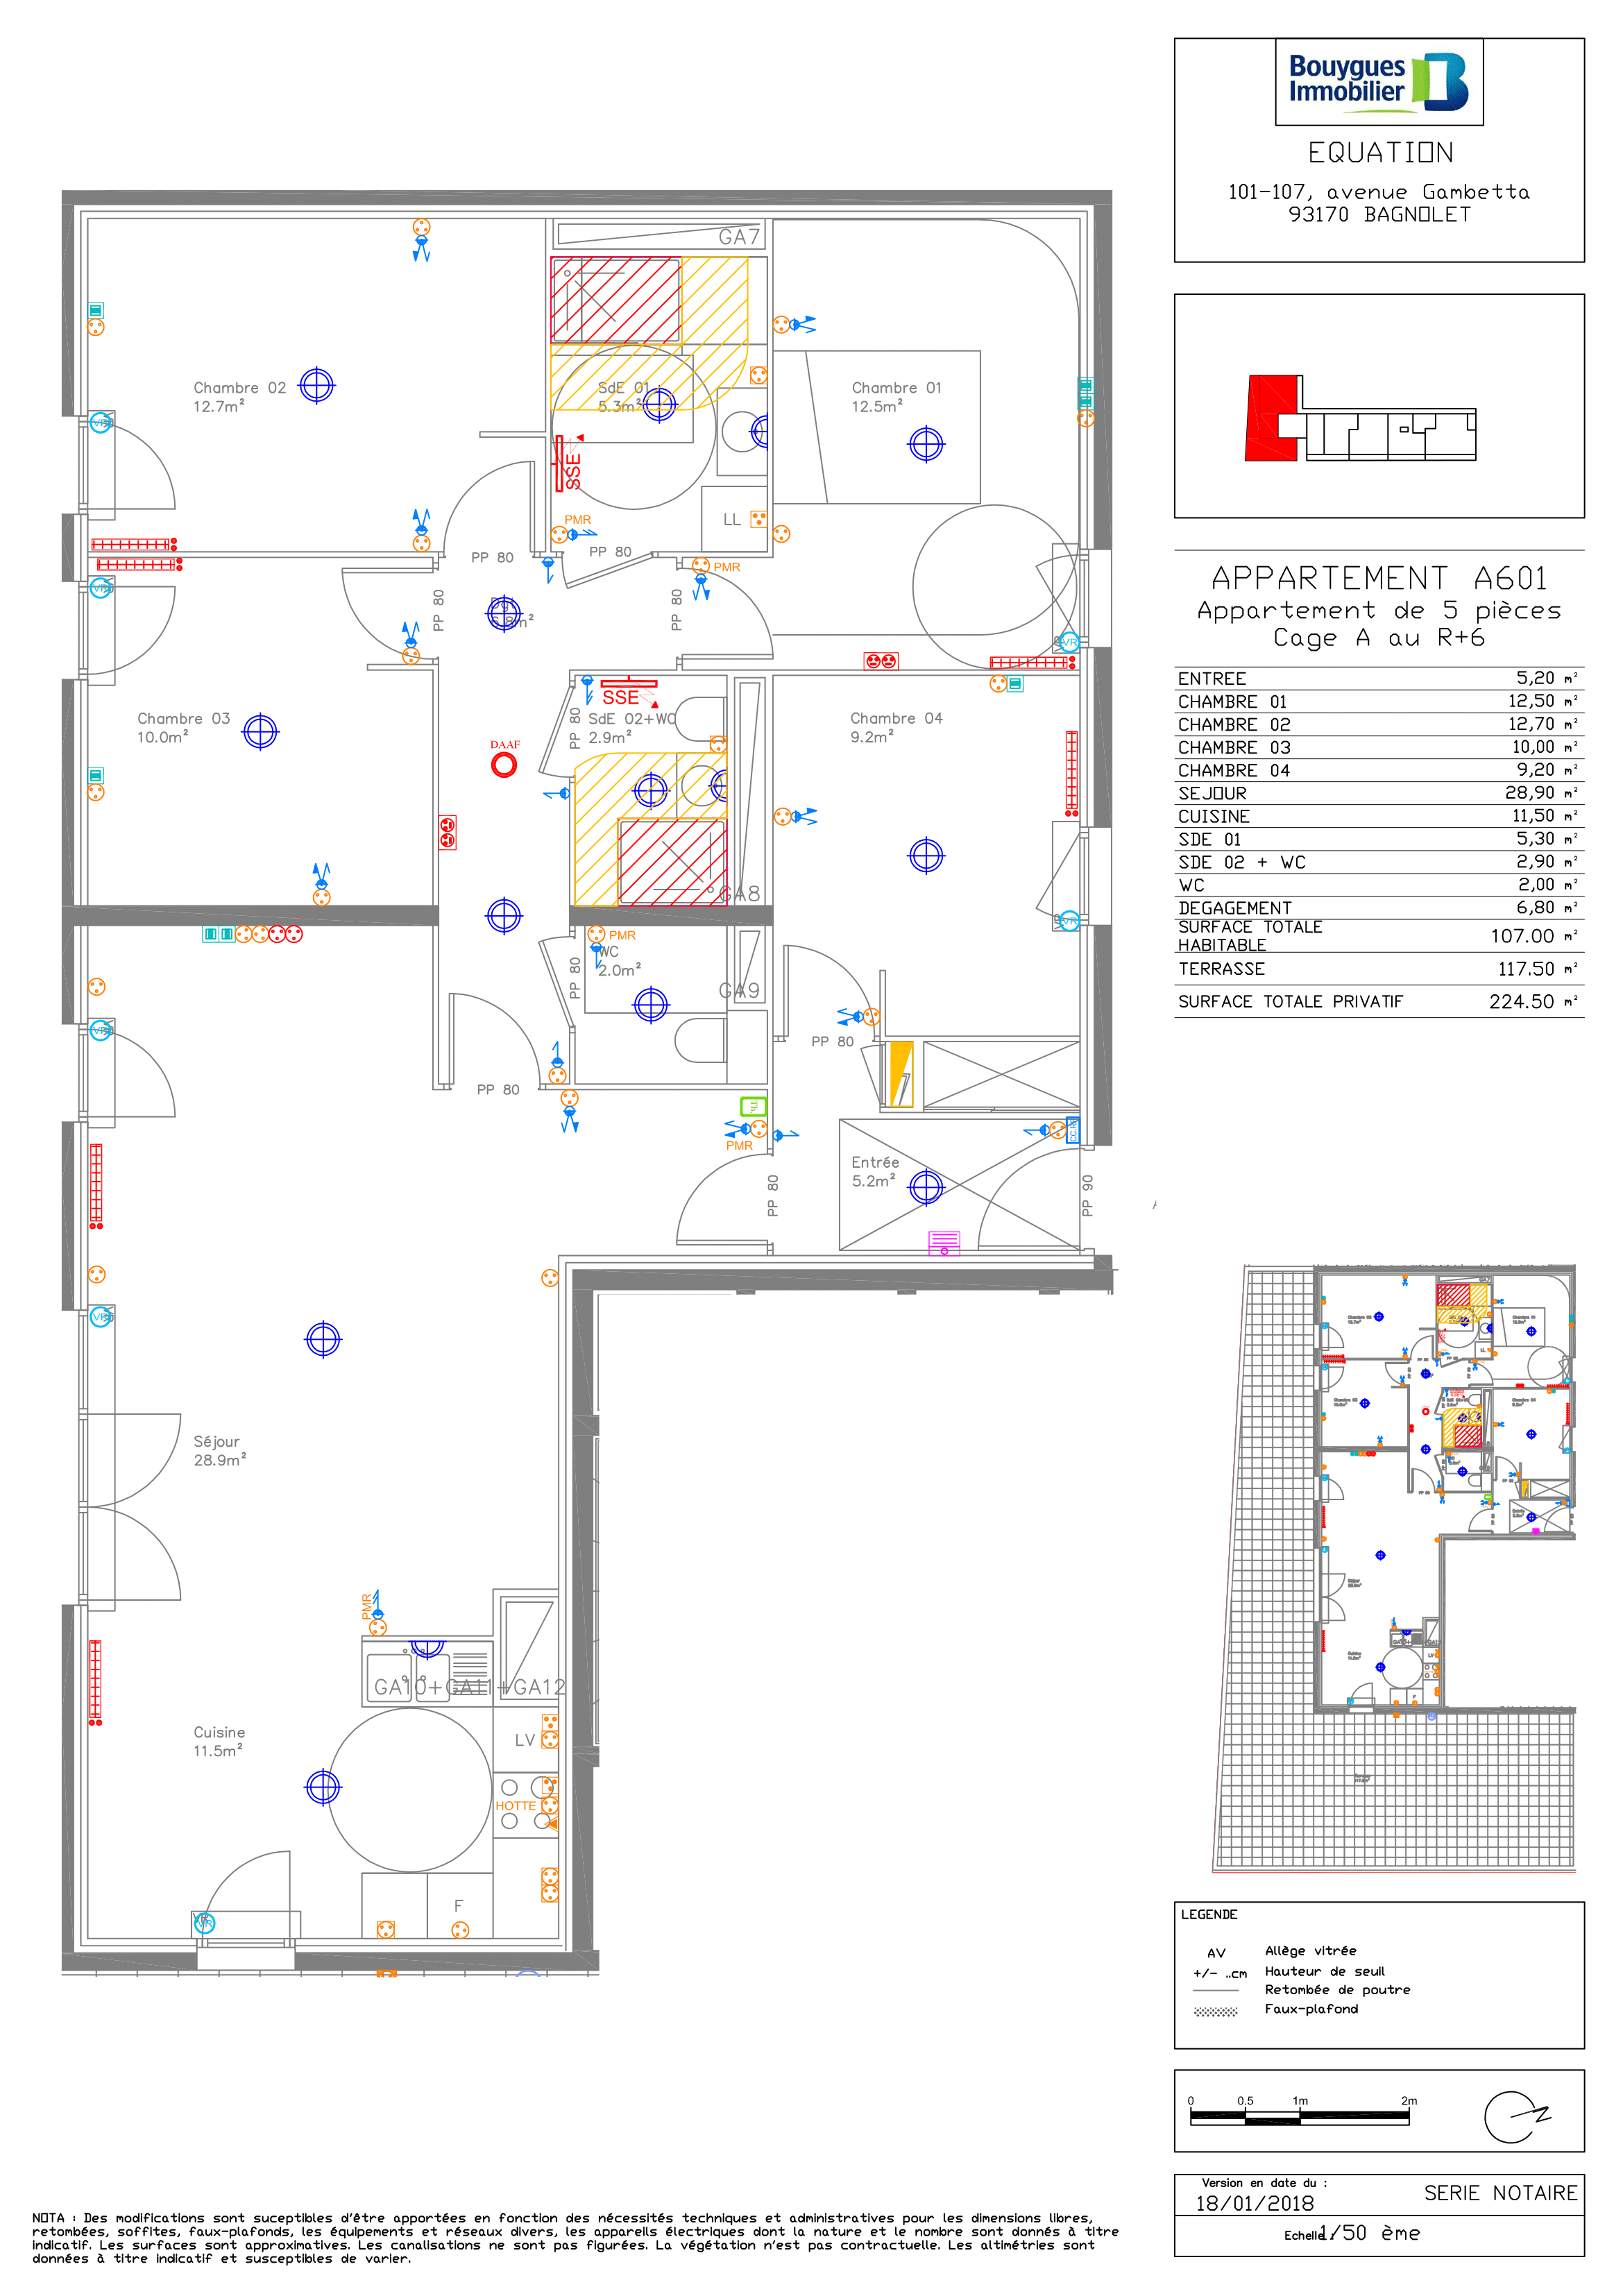 Bouygues
Immobilier
EQUATION
101-107, avenue Gambetta
93170 BAGNOLET
APPARTEMENT A601
Appartement de 5 pièces
Cage A au R+6
ENTREE 5,20 m²
CHAMBRE 01 12,50 m²
CHAMBRE 02 12,70 m²
CHAMBRE 03 10,00 m²
CHAMBRE 04 9,20 m²
SEJOUR 28,90 m²
CUISINE 11,50 m²
SDE 01 5,30 m²
SDE 02 + WC 2,90 m²
WC 2,00 m²
DEGAGEMENT 6,80 m²
SURFACE TOTALE
HABITABLE 107.00 m²
TERRASSE 117.50 m²
SURFACE TOTALE PRIVATIF 224.50 m²
GA7
Chambre 02
12.7m²
SdE 01
5.3m²
Chambre 01
12.5m²
VR
SSE
LL
PMR
PP 80
PP 80
PMR
PP 80
PP 80
VR
VR
SSE
Chambre 03
10.0m²
PP 80
SdE 02+WC
2.9m²
Chambre 04
9.2m²
DAAF
GA8
VR
PMR
WC
2.0m²
PP 80
GA9
VR
PP 80
PP 80
PMR
Entrée
5.2m²
PP 80
PP 90
VR
Séjour
28.9m²
PMR
GA10+GA11+GA12
Cuisine
11.5m²
LV
HOTTE
F
VR
LEGENDE
AV Allège vitrée
+/- ..cm Hauteur de seuil
Retombée de poutre
Faux-plafond
0 0.5 1m 2m
N
Version en date du :
18/01/2018
SERIE NOTAIRE
Echelle : 1/50 ème
NOTA : Des modifications sont suceptibles d'être apportées en fonction des nécessités techniques et administratives pour les dimensions libres,
retombées, soffites, faux-plafonds, les équipements et réseaux divers, les appareils électriques dont la nature et le nombre sont donnés à titre
indicatif. Les surfaces sont approximatives. Les canalisations ne sont pas figurées. La végétation n'est pas contractuelle. Les altimétries sont
données à titre indicatif et susceptibles de varier.